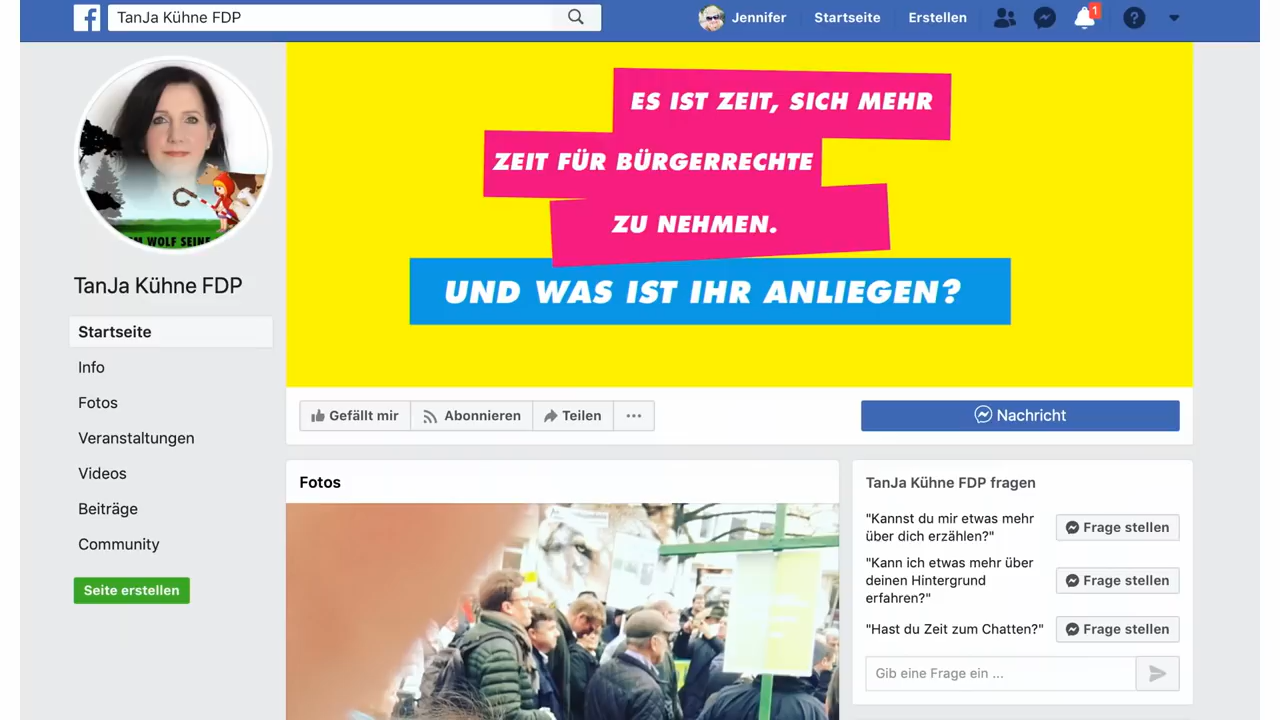 TanJa Kühne FDP
Jennifer
Startseite
Erstellen
1
?
ES IST ZEIT, SICH MEHR
ZEIT FÜR BÜRGERRECHTE
ZU NEHMEN.
UND WAS IST IHR ANLIEGEN?
WOLF SEINE
TanJa Kühne FDP
Startseite
Info
Fotos
Veranstaltungen
Videos
Beiträge
Community
Seite erstellen
Gefällt mir
Abonnieren
Teilen
Nachricht
Fotos
TanJa Kühne FDP fragen
"Kannst du mir etwas mehr
über dich erzählen?"
Frage stellen
"Kann ich etwas mehr über
deinen Hintergrund
erfahren?"
Frage stellen
"Hast du Zeit zum Chatten?"
Frage stellen
Gib eine Frage ein ...